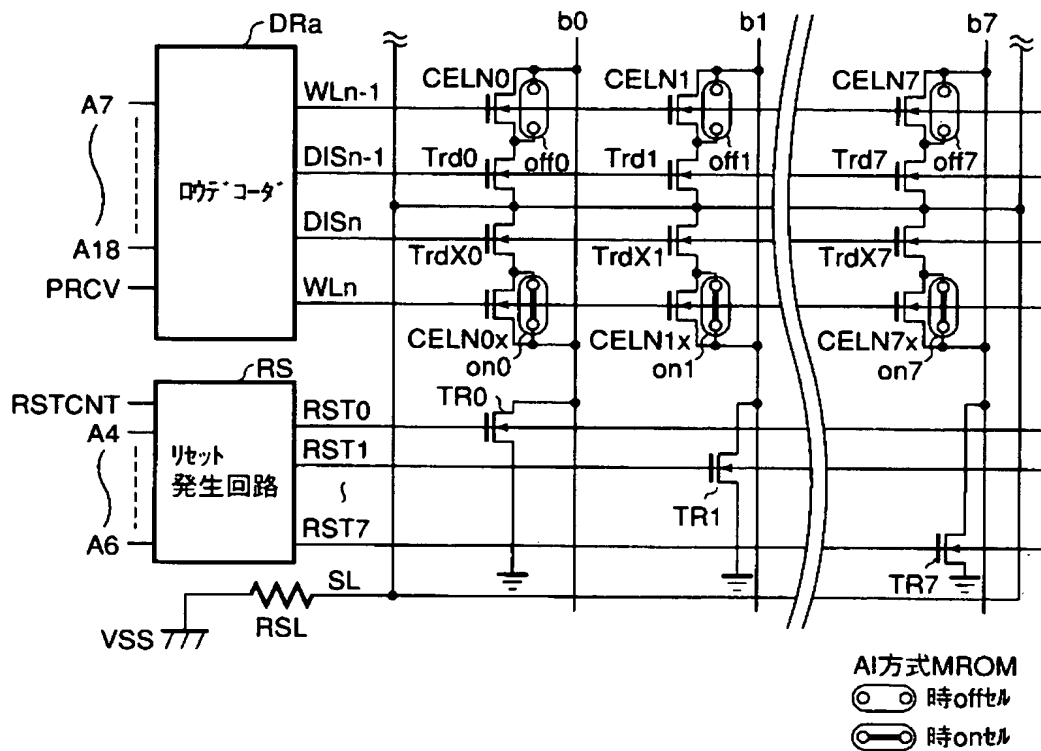 DRa
b0
b1
b7
A7
A18
PRCV
ロウデコーダ
WLn-1
DISn-1
DISn
WLn
CELN0
CELN1
CELN7
off0
off1
off7
Trd0
Trd1
Trd7
TrdX0
TrdX1
TrdX7
CELN0x
CELN1x
CELN7x
on0
on1
on7
RS
RSTCNT
A4
A6
リセット
発生回路
RST0
RST1
RST7
TR0
TR1
TR7
SL
RSL
VSS
AI方式MROM
時offセル
時onセル